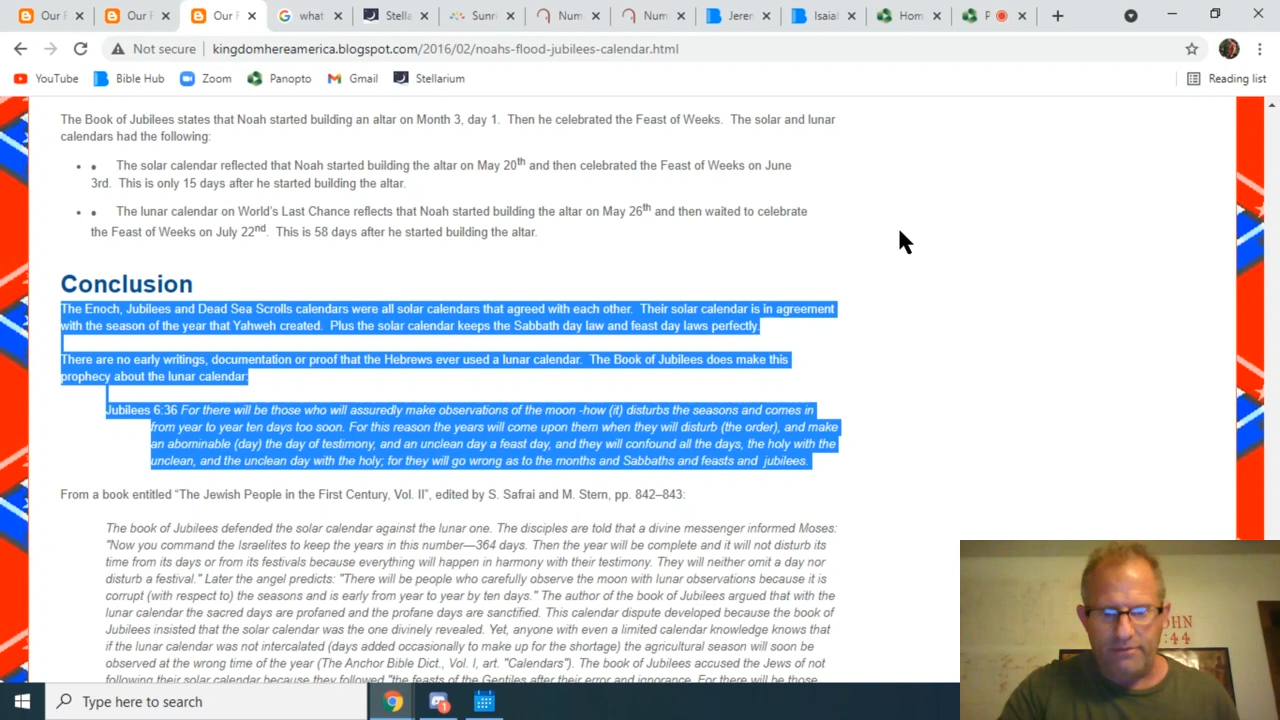 Our F
Our F
Our F
what
Stella
Sunri
Num
Num
Jeren
Isaial
Hom
P
Not secure
kingdomhereamerica.blogspot.com/2016/02/noahs-flood-jubilees-calendar.html
YouTube
Bible Hub
Zoom
Panopto
Gmail
Stellarium
Reading list
The Book of Jubilees states that Noah started building an altar on Month 3, day 1. Then he celebrated the Feast of Weeks. The solar and lunar
calendars had the following:
• • The solar calendar reflected that Noah started building the altar on May 20th and then celebrated the Feast of Weeks on June
3rd. This is only 15 days after he started building the altar.
• • The lunar calendar on World's Last Chance reflects that Noah started building the altar on May 26th and then waited to celebrate
the Feast of Weeks on July 22nd. This is 58 days after he started building the altar.
Conclusion
The Enoch, Jubilees and Dead Sea Scrolls calendars were all solar calendars that agreed with each other. Their solar calendar is in agreement
with the season of the year that Yahweh created. Plus the solar calendar keeps the Sabbath day law and feast day laws perfectly.
There are no early writings, documentation or proof that the Hebrews ever used a lunar calendar. The Book of Jubilees does make this
prophecy about the lunar calendar:
Jubilees 6:36 For there will be those who will assuredly make observations of the moon -how (it) disturbs the seasons and comes in
from year to year ten days too soon. For this reason the years will come upon them when they will disturb (the order), and make
an abominable (day) the day of testimony, and an unclean day a feast day, and they will confound all the days, the holy with the
unclean, and the unclean day with the holy; for they will go wrong as to the months and Sabbaths and feasts and jubilees.
From a book entitled “The Jewish People in the First Century, Vol. II”, edited by S. Safrai and M. Stern, pp. 842–843:
The book of Jubilees defended the solar calendar against the lunar one. The disciples are told that a divine messenger informed Moses:
"Now you command the Israelites to keep the years in this number—364 days. Then the year will be complete and it will not disturb its
time from its days or from its festivals because everything will happen in harmony with their testimony. They will neither omit a day nor
disturb a festival." Later the angel predicts: "There will be people who carefully observe the moon with lunar observations because it is
corrupt (with respect to) the seasons and is early from year to year by ten days." The author of the book of Jubilees argued that with the
lunar calendar the sacred days are profaned and the profane days are sanctified. This calendar dispute developed because the book of
Jubilees insisted that the solar calendar was the one divinely revealed. Yet, anyone with even a limited calendar knowledge knows that
if the lunar calendar was not intercalated (days added occasionally to make up for the shortage) the agricultural season will soon be
observed at the wrong time of the year (The Anchor Bible Dict., Vol. I, art. "Calendars"). The book of Jubilees accused the Jews of not
following their solar calendar because they followed "the feasts of the Gentiles after their error and ignorance. For there will be those
OHN
:44
Type here to search
1